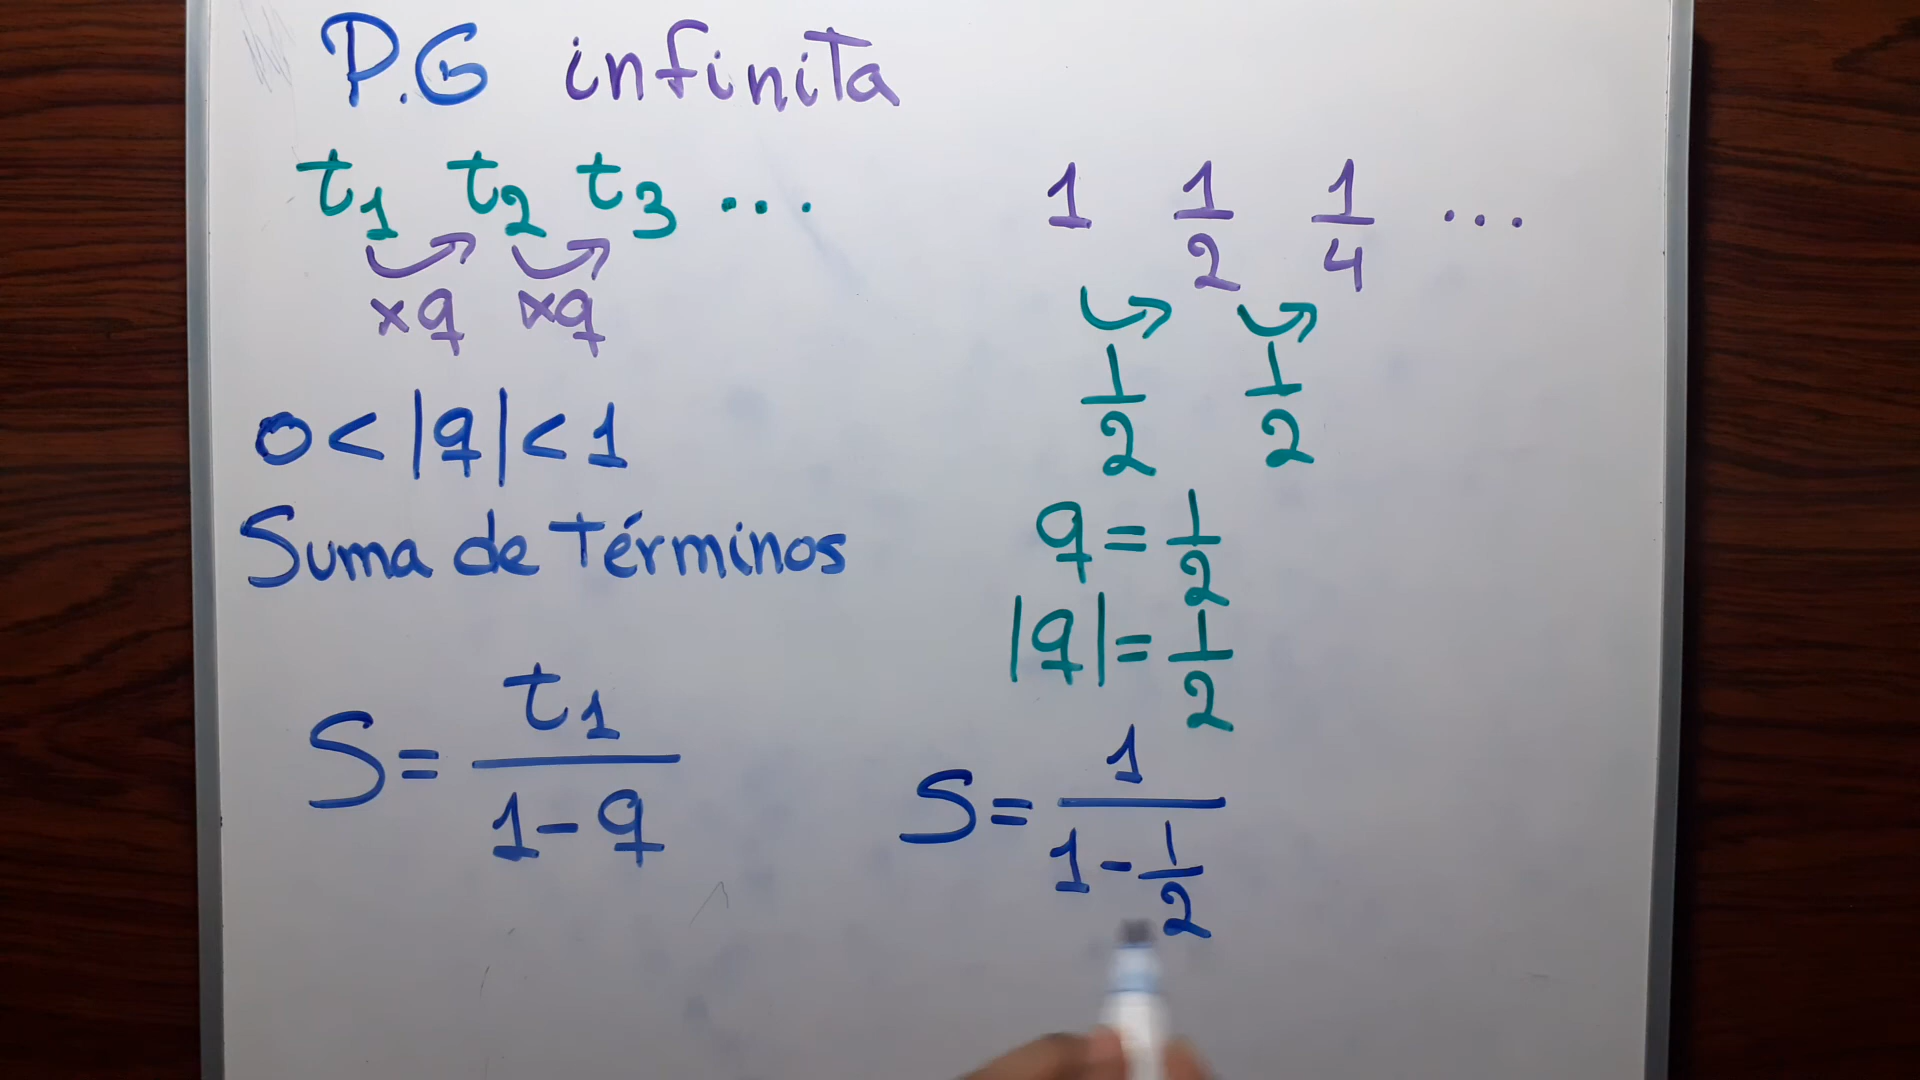 P.G infinita
t₁ t₂ t₃ ...
×q ×q
0 < |q| < 1
Suma de Términos
S = t₁/(1-q)
1 1/2 1/4 ...
1/2 1/2
q = 1/2
|q| = 1/2
S = 1/(1-1/2)